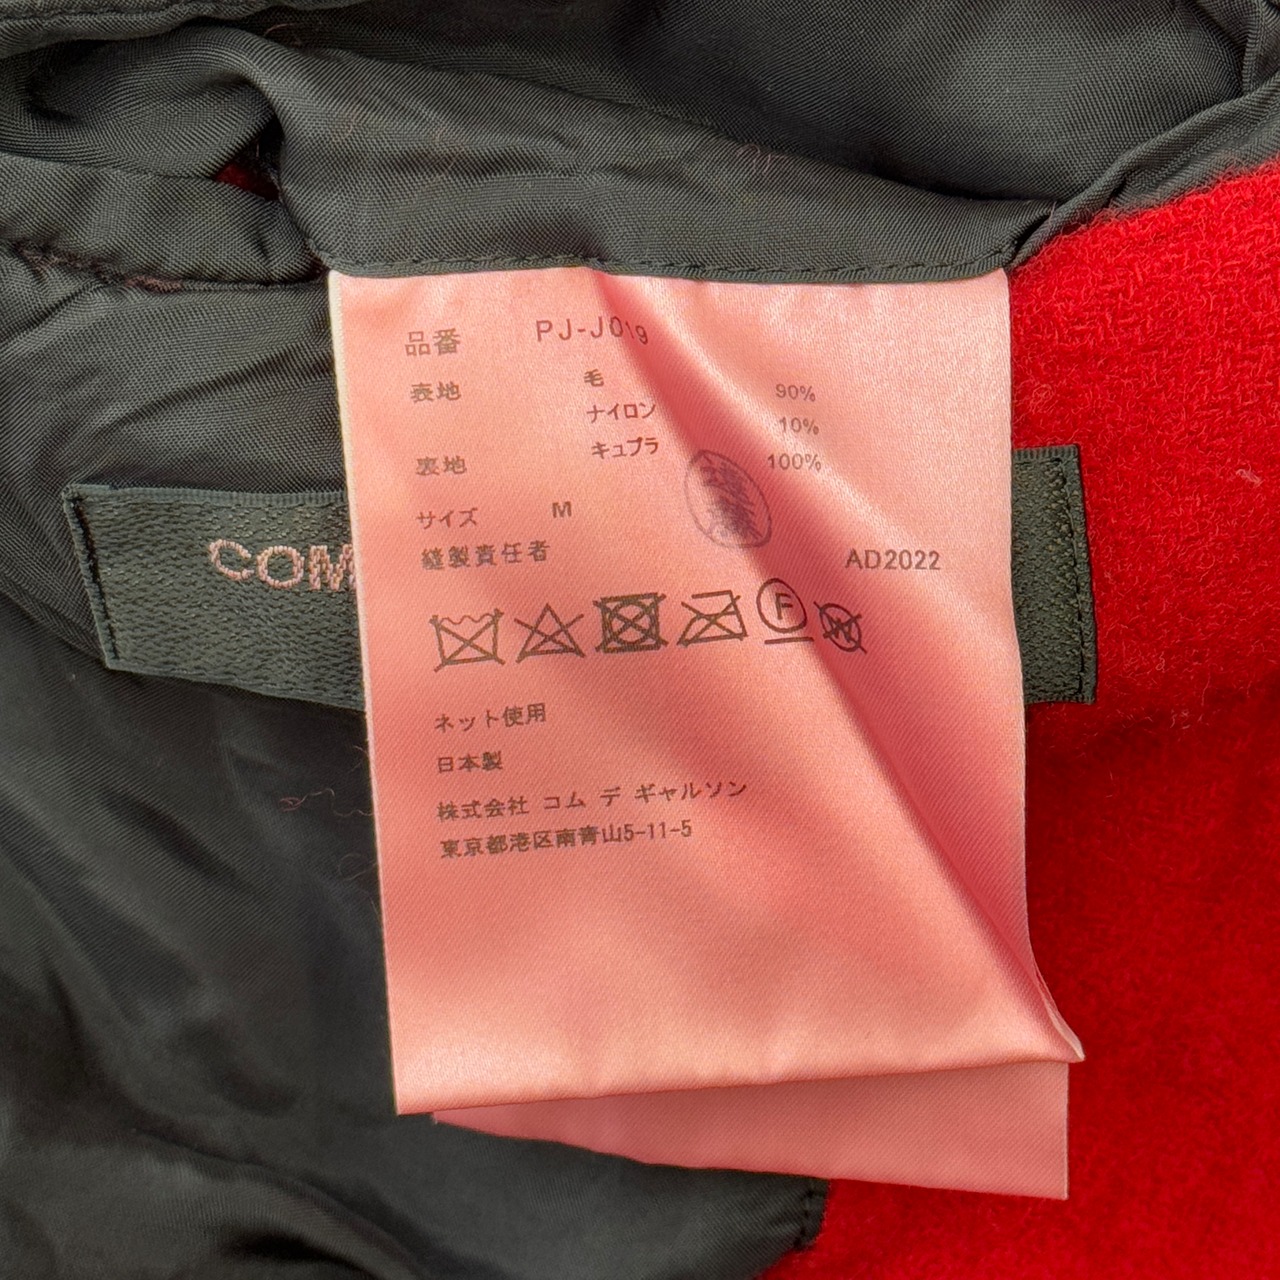 品番 PJ-J019
表地 毛 90%
ナイロン 10%
裏地 キュプラ 100%
サイズ M
縫製責任者
AD2022
F
W
ネット使用
日本製
株式会社 コム デ ギャルソン
東京都港区南青山5-11-5
COM